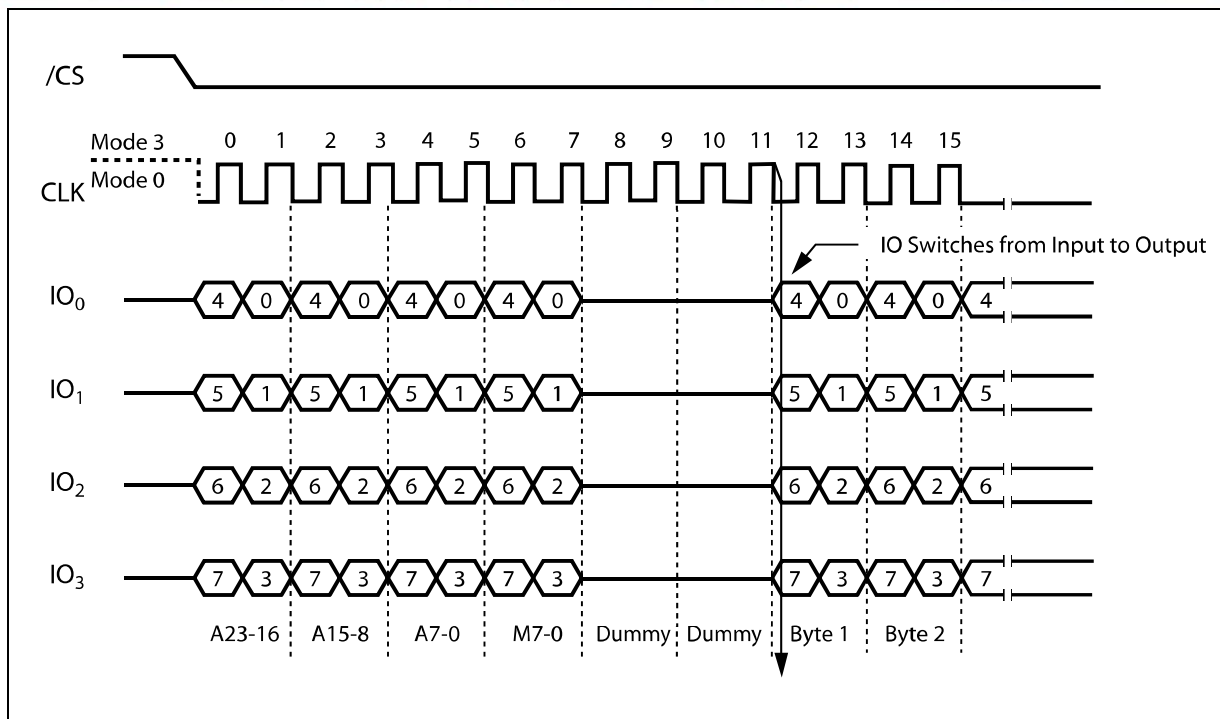 /CS
Mode 3
0 1 2 3 4 5 6 7 8 9 10 11 12 13 14 15
CLK Mode 0
IO Switches from Input to Output
IO0 4 0 4 0 4 0 4 0 4 0 4 0 4
IO1 5 1 5 1 5 1 5 1 5 1 5 1 5
IO2 6 2 6 2 6 2 6 2 6 2 6 2 6
IO3 7 3 7 3 7 3 7 3 7 3 7 3 7
A23-16 A15-8 A7-0 M7-0 Dummy Dummy Byte 1 Byte 2